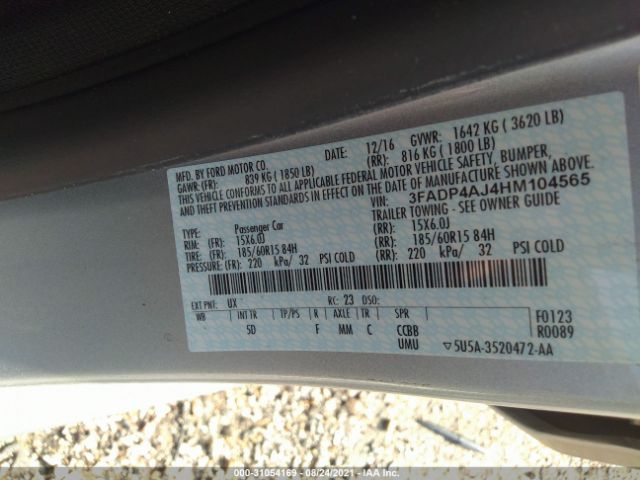 MFD. BY FORD MOTOR CO. DATE: 12/16 GVWR: 1642 KG ( 3620 LB)
GAWR: (FR): 839 KG ( 1850 LB) (RR): 816 KG ( 1800 LB)
THIS VEHICLE CONFORMS TO ALL APPLICABLE FEDERAL MOTOR VEHICLE SAFETY, BUMPER,
AND THEFT PREVENTION STANDARDS IN EFFECT ON THE DATE OF MANUFACTURE SHOWN ABOVE.
VIN: 3FADP4AJ4HM104565
TYPE: Passenger Car TRAILER TOWING - SEE OWNER GUIDE
RIM: (FR): 15X6.0J (RR): 15X6.0J
TIRE: (FR): 185/60R15 84H (RR): 185/60R15 84H
PRESSURE: (FR): 220 kPa/ 32 PSI COLD (RR): 220 kPa/ 32 PSI COLD
EXT PNT: UX RC: 23 DSO:
WB INT TR TP/PS R AXLE TR SPR F0123
5D F MM C CCBB R0089
UMU ▽5U5A-3520472-AA
000-31054169 - 08/24/2021 - IAA Inc.